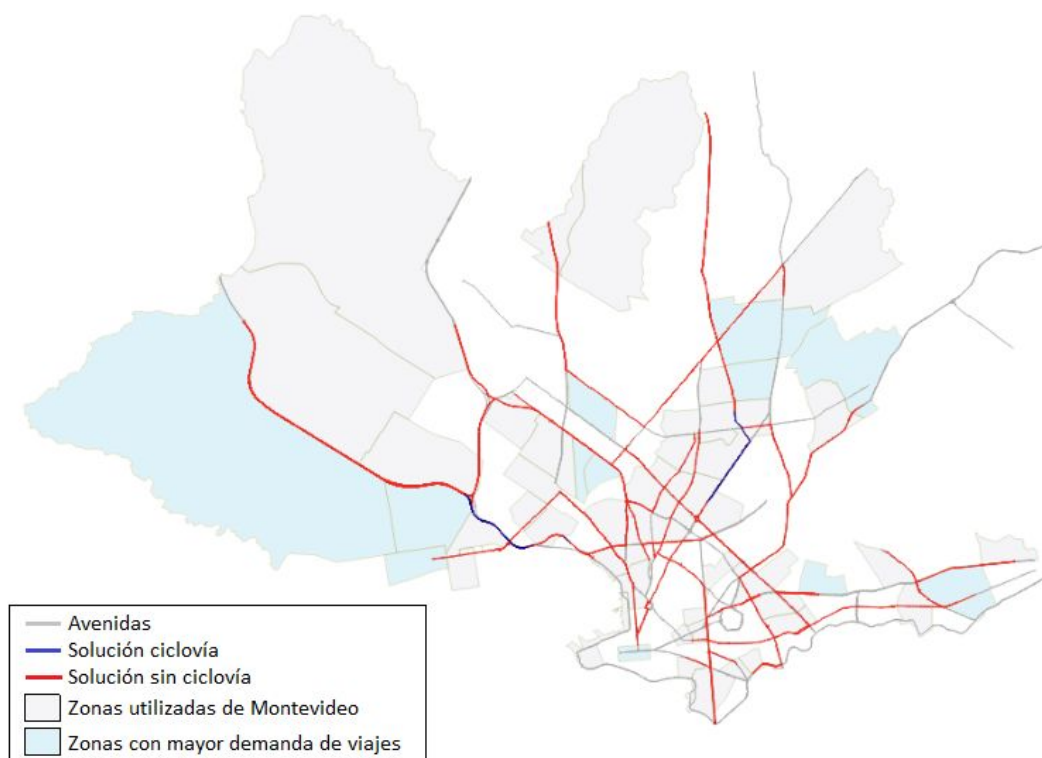 Avenidas
Solución ciclovía
Solución sin ciclovía
Zonas utilizadas de Montevideo
Zonas con mayor demanda de viajes